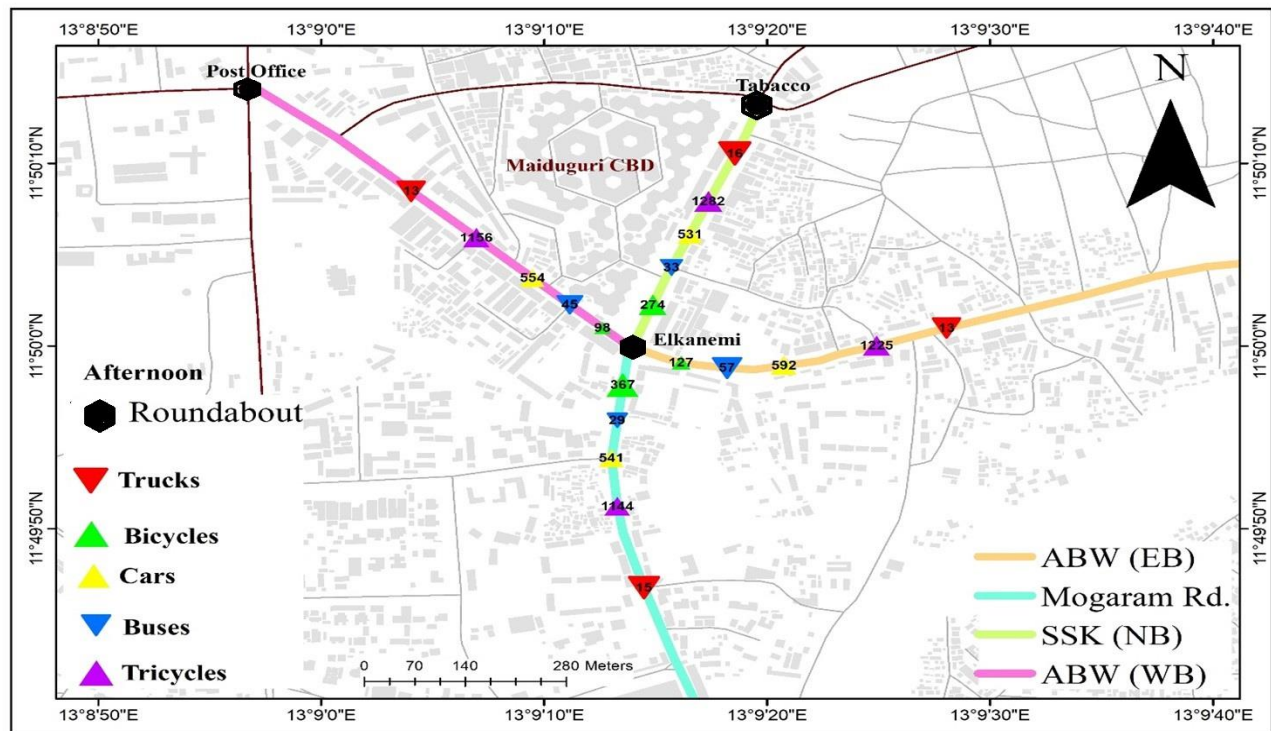 13°8'50"E 13°9'0"E 13°9'10"E 13°9'20"E 13°9'30"E 13°9'40"E
Post Office
Tabacco
N
11°50'10"N
11°50'10"N
Maiduguri CBD
16
13
1282
1156
531
554
33
45
274
98
Elkanemi
13
1225
11°50'0"N
11°50'0"N
127
57
592
Afternoon
367
Roundabout
29
541
Trucks
1144
11°49'50"N
11°49'50"N
Bicycles
ABW (EB)
Cars
15
Mogaram Rd.
Buses
SSK (NB)
Tricycles
0 70 140 280 Meters
ABW (WB)
13°8'50"E 13°9'0"E 13°9'10"E 13°9'20"E 13°9'30"E 13°9'40"E